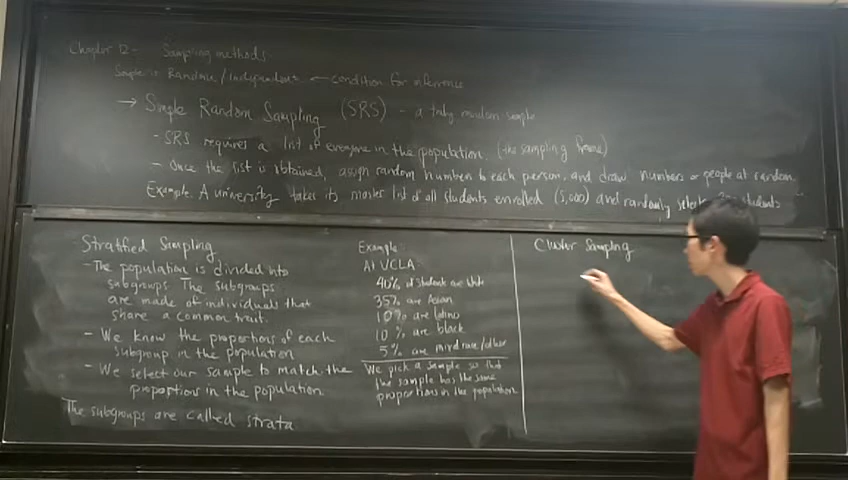 Chapter 12 - Sampling methods
Sample is Random/independent ← condition for inference
→ Simple Random Sampling (SRS) - a truly random sample
- SRS requires a list of everyone in the population. (the sampling frame)
- Once the list is obtained, assign random numbers to each person, and draw numbers or people at random.
Example. A university takes its master list of all students enrolled (5,000) and randomly selects students
Stratified Sampling
- The population is divided into
subgroups The subgroups
are made of individuals that
share a common trait.
- We know the proportions of each
subgroup in the population
- We select our sample to match the
proportions in the population.
The subgroups are called strata
Example:
At UCLA
40% of students are white
35% are Asian
10% are latino
10% are black
5% are mixed race/other
We pick a sample so that
the sample has the same
proportions in the population
Cluster Sampling